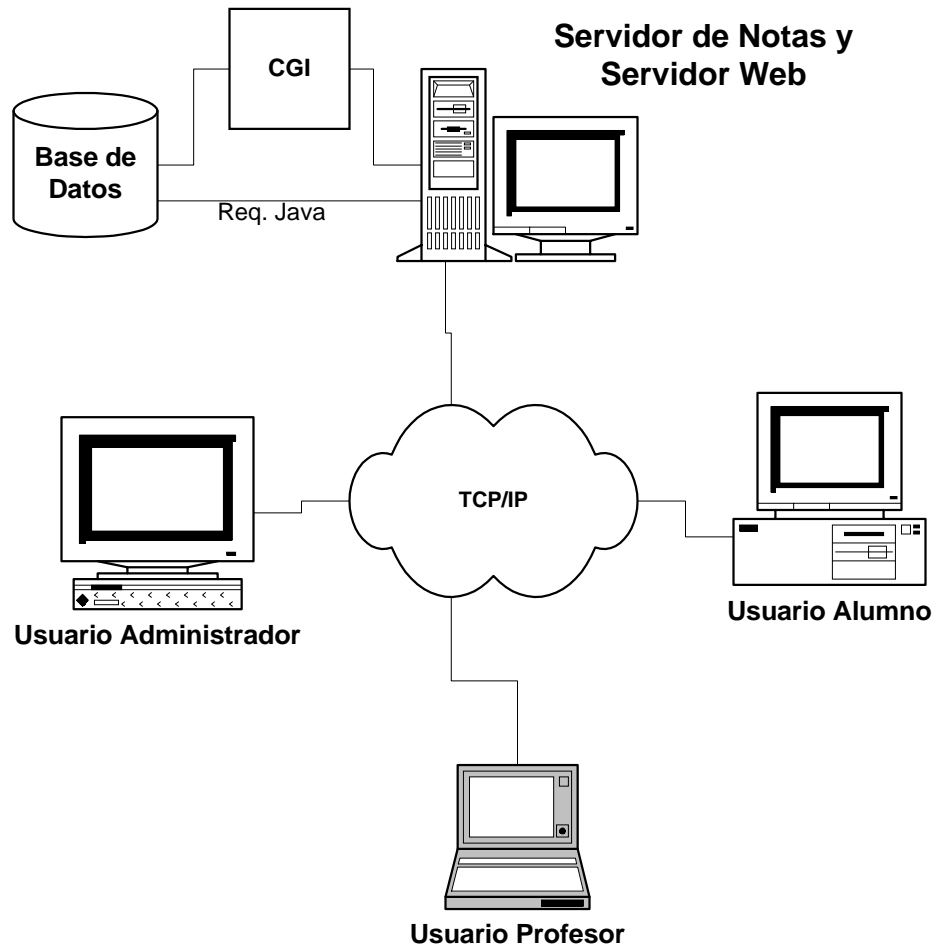 Servidor de Notas y
Servidor Web
CGI
Base de
Datos
Req. Java
TCP/IP
Usuario Administrador
Usuario Alumno
Usuario Profesor